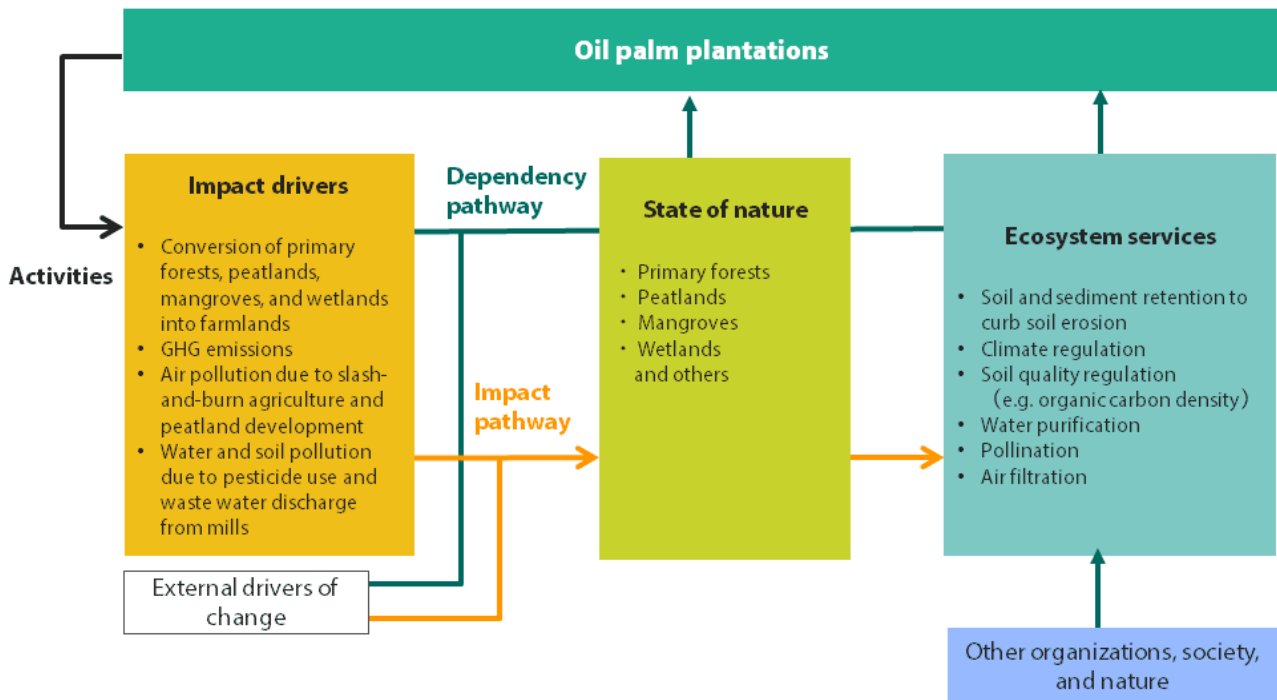 Oil palm plantations
Activities
Impact drivers
• Conversion of primary
forests, peatlands,
mangroves, and wetlands
into farmlands
• GHG emissions
• Air pollution due to slash-
and-burn agriculture and
peatland development
• Water and soil pollution
due to pesticide use and
waste water discharge
from mills
External drivers of
change
Dependency
pathway
Impact
pathway
State of nature
・Primary forests
・Peatlands
・Mangroves
・Wetlands
and others
Ecosystem services
• Soil and sediment retention to
curb soil erosion
• Climate regulation
• Soil quality regulation
（e.g. organic carbon density）
• Water purification
• Pollination
• Air filtration
Other organizations, society,
and nature